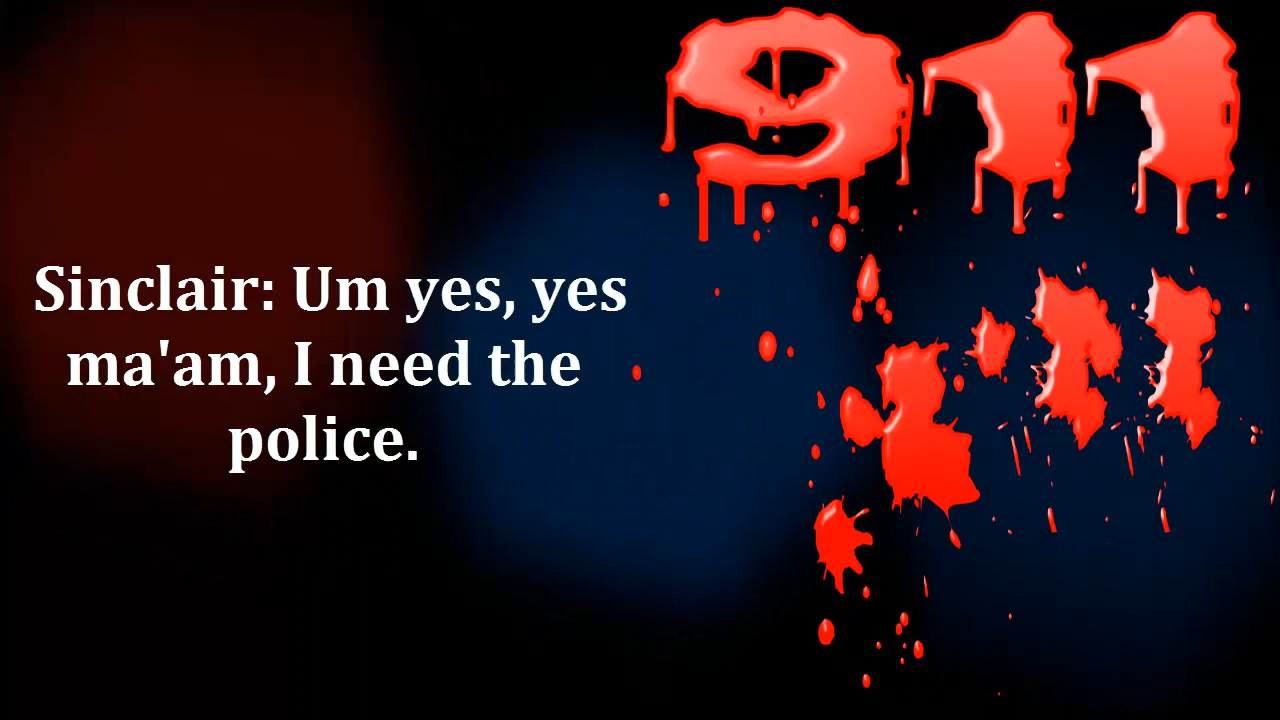 911
Sinclair: Um yes, yes
ma'am, I need the
police.